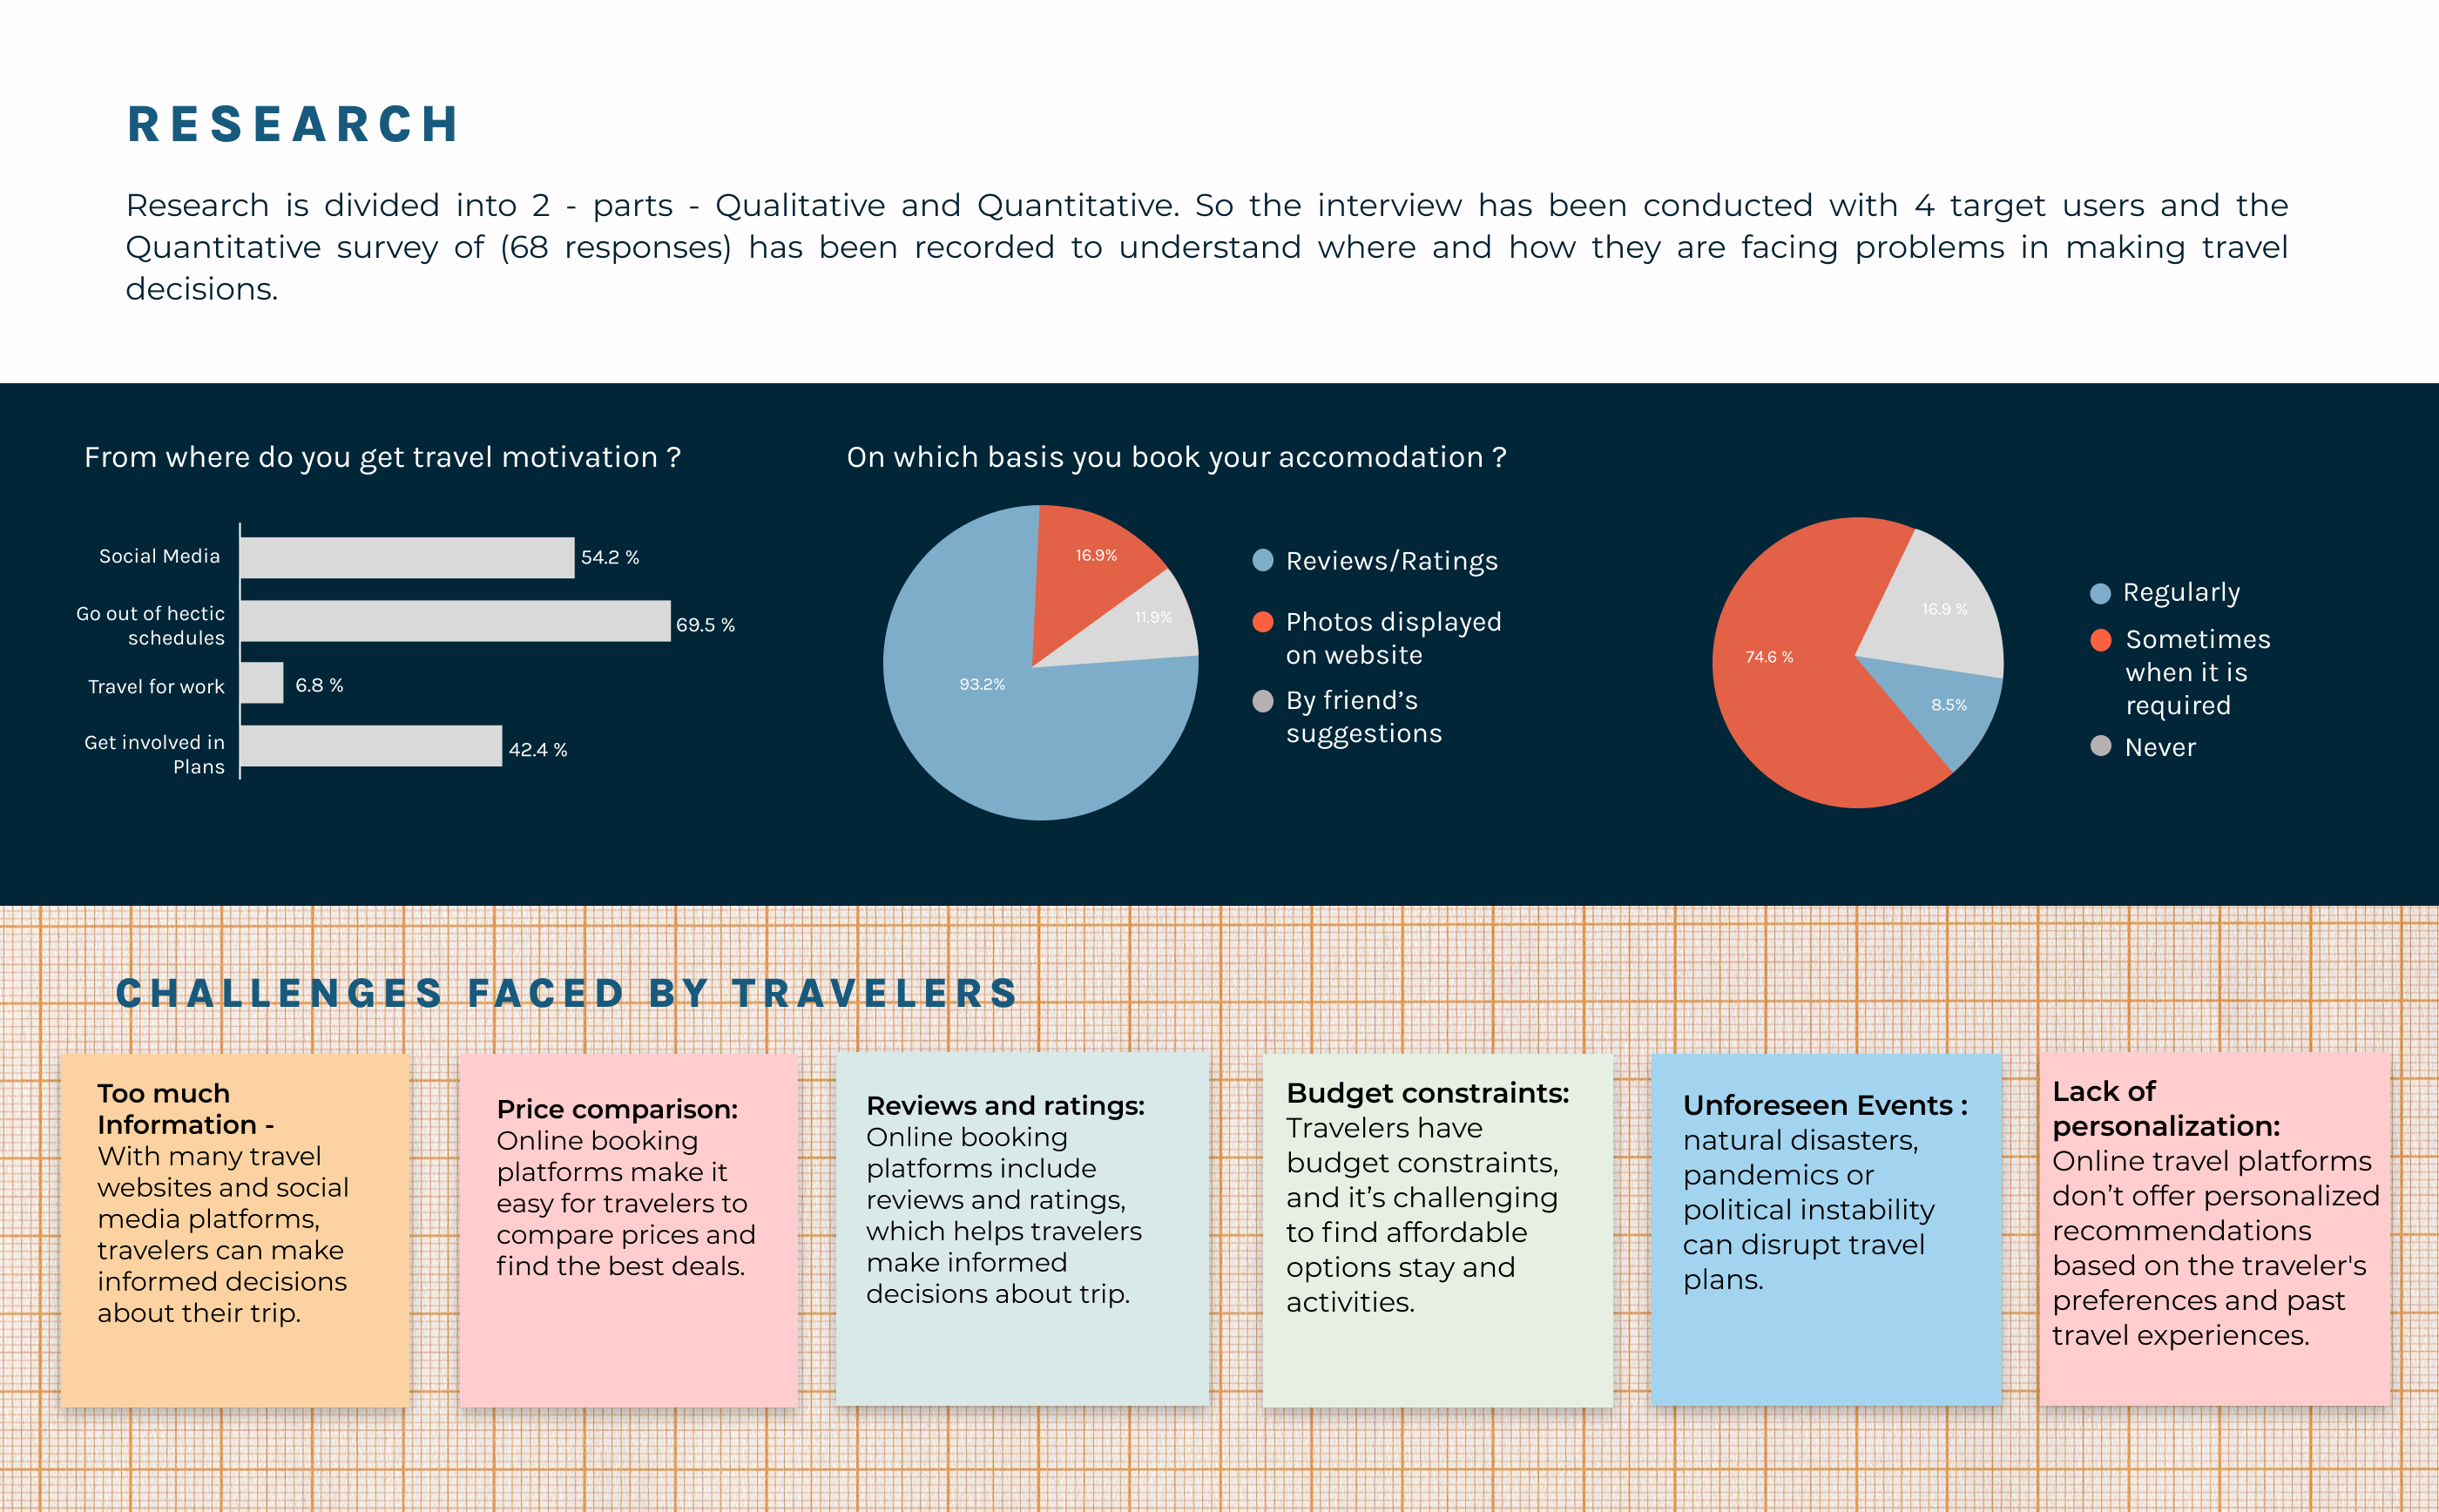 RESEARCH
Research is divided into 2 - parts - Qualitative and Quantitative. So the interview has been conducted with 4 target users and the
Quantitative survey of (68 responses) has been recorded to understand where and how they are facing problems in making travel
decisions.
From where do you get travel motivation ?
Social Media
54.2 %
Go out of hectic
schedules
69.5 %
Travel for work
6.8 %
Get involved in
Plans
42.4 %
On which basis you book your accomodation ?
16.9%
11.9%
93.2%
Reviews/Ratings
Photos displayed
on website
By friend’s
suggestions
16.9 %
74.6 %
8.5%
Regularly
Sometimes
when it is
required
Never
CHALLENGES FACED BY TRAVELERS
Too much
Information -
With many travel
websites and social
media platforms,
travelers can make
informed decisions
about their trip.
Price comparison:
Online booking
platforms make it
easy for travelers to
compare prices and
find the best deals.
Reviews and ratings:
Online booking
platforms include
reviews and ratings,
which helps travelers
make informed
decisions about trip.
Budget constraints:
Travelers have
budget constraints,
and it’s challenging
to find affordable
options stay and
activities.
Unforeseen Events :
natural disasters,
pandemics or
political instability
can disrupt travel
plans.
Lack of
personalization:
Online travel platforms
don’t offer personalized
recommendations
based on the traveler's
preferences and past
travel experiences.